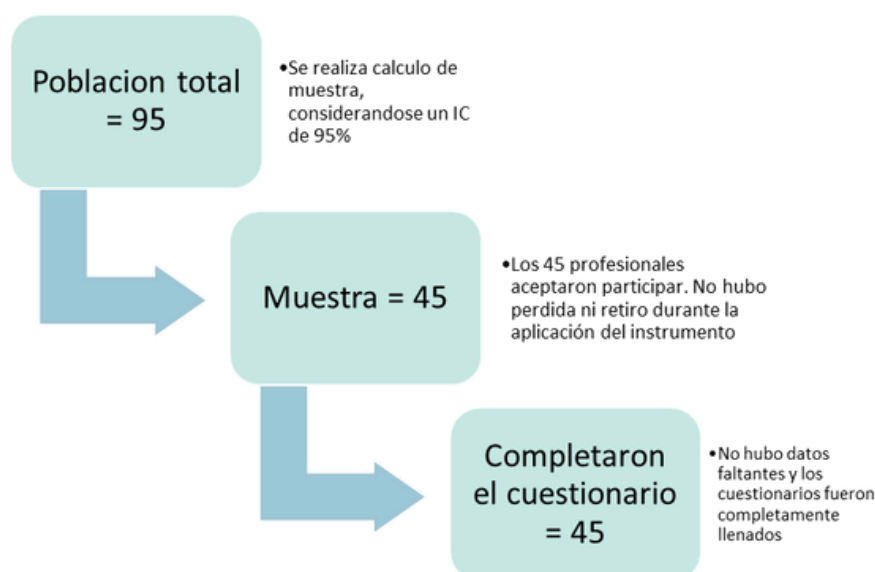 Poblacion total
= 95
•Se realiza calculo de
muestra,
considerandose un IC
de 95%
Muestra = 45
•Los 45 profesionales
aceptaron participar. No hubo
perdida ni retiro durante la
aplicación del instrumento
Completaron
el cuestionario
= 45
•No hubo datos
faltantes y los
cuestionarios fueron
completamente
llenados